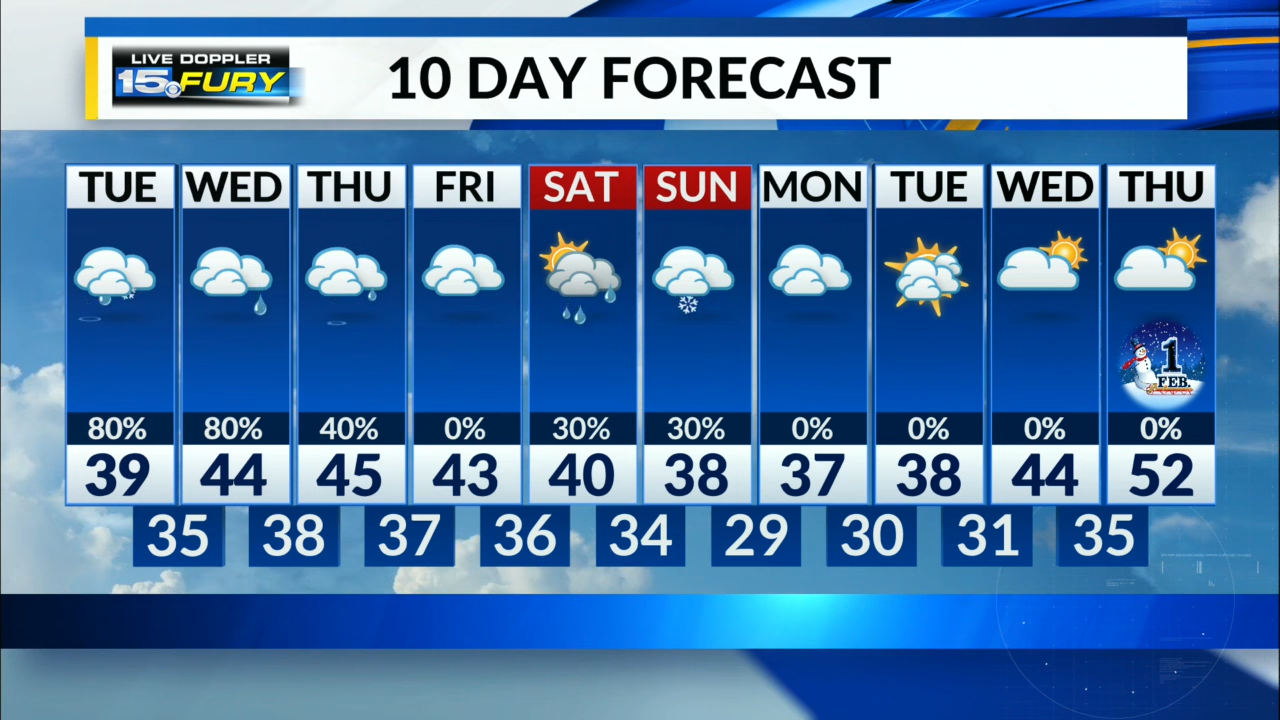 LIVE DOPPLER
15 FURY
10 DAY FORECAST
TUE WED THU FRI SAT SUN MON TUE WED THU
1
FEB.
80% 80% 40% 0% 30% 30% 0% 0% 0% 0%
39 44 45 43 40 38 37 38 44 52
35 38 37 36 34 29 30 31 35